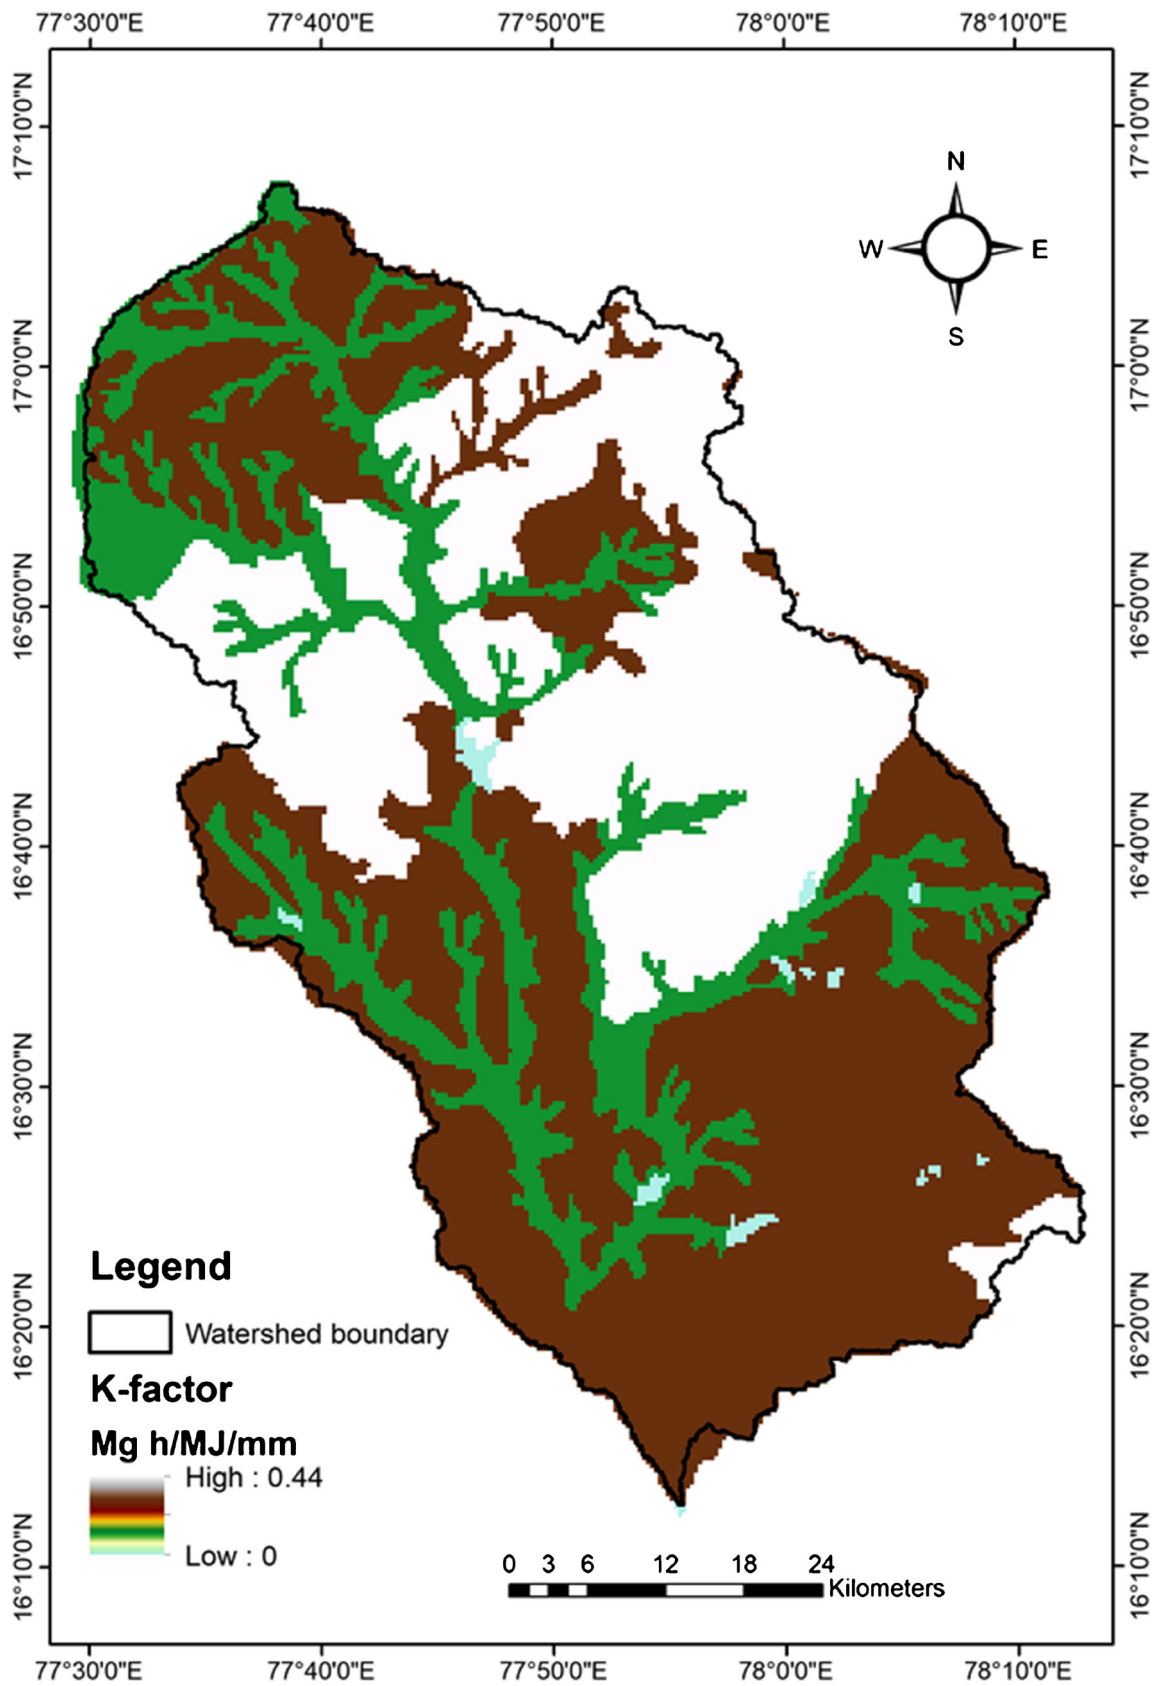 77°30'0"E 77°40'0"E 77°50'0"E 78°0'0"E 78°10'0"E
17°10'0"N 17°10'0"N
N
W E
S
17°0'0"N 17°0'0"N
16°50'0"N 16°50'0"N
16°40'0"N 16°40'0"N
16°30'0"N 16°30'0"N
16°20'0"N 16°20'0"N
16°10'0"N 16°10'0"N
Legend
Watershed boundary
K-factor
Mg h/MJ/mm
High : 0.44
Low : 0
0 3 6 12 18 24
Kilometers
77°30'0"E 77°40'0"E 77°50'0"E 78°0'0"E 78°10'0"E